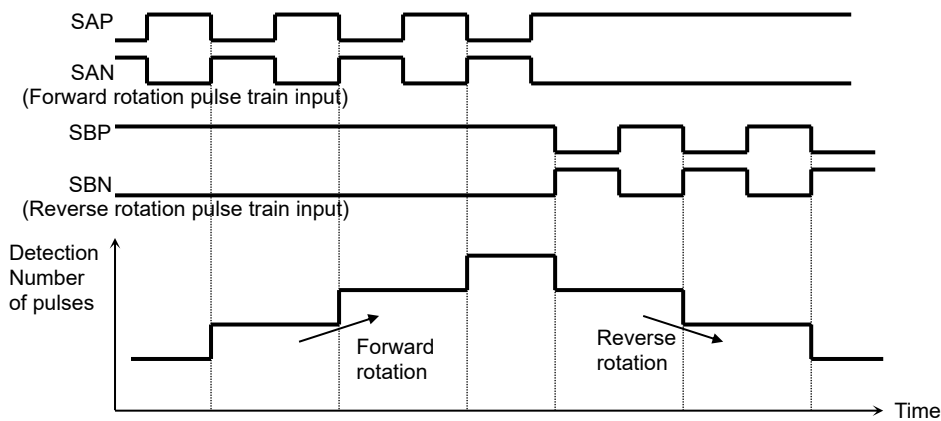 SAP
SAN
(Forward rotation pulse train input)
SBP
SBN
(Reverse rotation pulse train input)
Detection
Number
of pulses
Forward
rotation
Reverse
rotation
Time